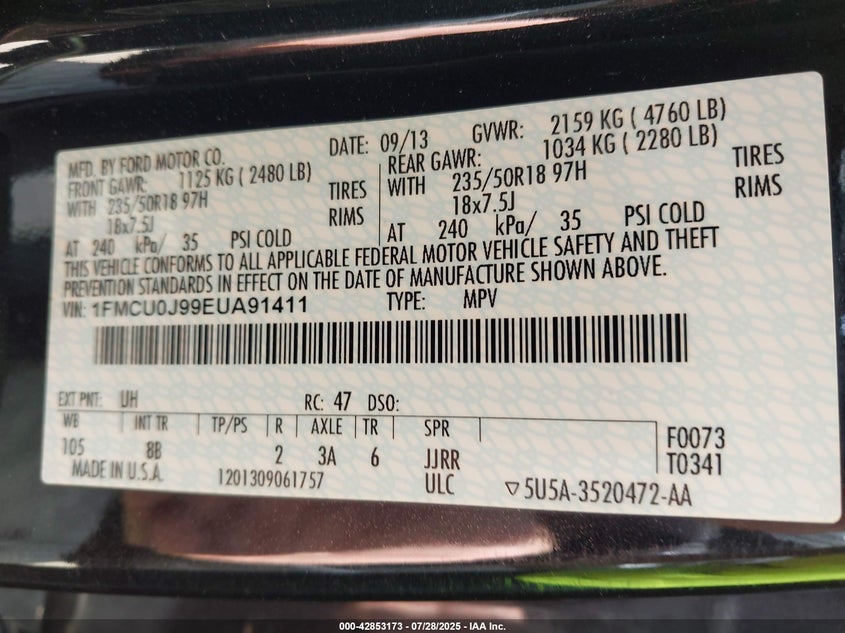 MFD. BY FORD MOTOR CO. DATE: 09/13 GVWR: 2159 KG ( 4760 LB)
FRONT GAWR: 1125 KG ( 2480 LB) REAR GAWR: 1034 KG ( 2280 LB)
WITH 235/50R18 97H TIRES WITH 235/50R18 97H TIRES
18x7.5J RIMS 18x7.5J RIMS
AT 240 kPa/ 35 PSI COLD AT 240 kPa/ 35 PSI COLD
THIS VEHICLE CONFORMS TO ALL APPLICABLE FEDERAL MOTOR VEHICLE SAFETY AND THEFT
PREVENTION STANDARDS IN EFFECT ON THE DATE OF MANUFACTURE SHOWN ABOVE.
VIN: 1FMCU0J99EUA91411 TYPE: MPV
EXT PNT: UH RC: 47 DSO:
WB INT TR TP/PS R AXLE TR SPR
105 8B 2 3A 6 JJRR F0073
T0341
MADE IN U.S.A. 1201309061757 ULC ▽5U5A-3520472-AA
000-42853173 — 07/28/2025 - IAA Inc.